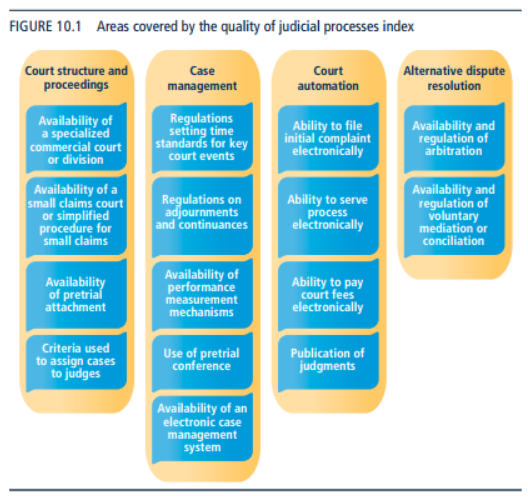 FIGURE 10.1 Areas covered by the quality of judicial processes index
Court structure and
proceedings
Availability of
a specialized
commercial court
or division
Availability of a
small claims court
or simplified
procedure for
small claims
Availability
of pretrial
attachment
Criteria used
to assign cases
to judges
Case
management
Regulations
setting time
standards for key
court events
Regulations on
adjournments
and continuances
Availability of
performance
measurement
mechanisms
Use of pretrial
conference
Availability of an
electronic case
management
system
Court
automation
Ability to file
initial complaint
electronically
Ability to serve
process
electronically
Ability to pay
court fees
electronically
Publication of
judgments
Alternative dispute
resolution
Availability and
regulation of
arbitration
Availability and
regulation of
voluntary
mediation or
conciliation